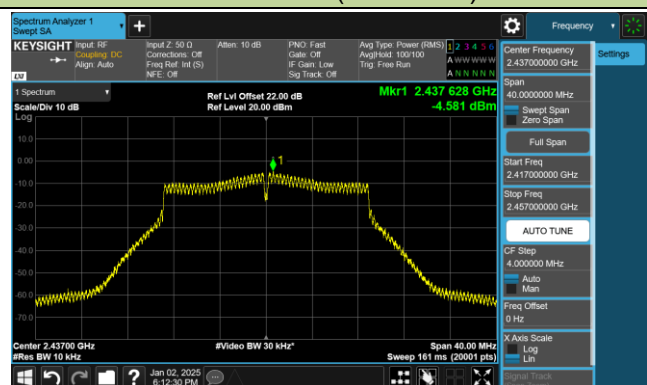 Spectrum Analyzer 1
Swept SA
Frequency
KEYSIGHT
Input: RF
Coupling: DC
Align: Auto
Input Z: 50 Ω
Corrections: Off
Freq Ref: Int (S)
NFE: Off
Atten: 10 dB
PNO: Fast
Gate: Off
IF Gain: Low
Sig Track: Off
Avg Type: Power (RMS)
Avg|Hold: 100/100
Trig: Free Run
1 2 3 4 5 6
A W W W W W
A N N N N N
LXI
1 Spectrum
Scale/Div 10 dB
Log
Ref Lvl Offset 22.00 dB
Ref Level 20.00 dBm
Mkr1 2.437 628 GHz
-4.581 dBm
10.0
0.00
-10.0
-20.0
-30.0
-40.0
-50.0
-60.0
-70.0
1
Center 2.43700 GHz
#Res BW 10 kHz
#Video BW 30 kHz*
Span 40.00 MHz
Sweep 161 ms (20001 pts)
Jan 02, 2025
6:12:30 PM
Center Frequency
2.437000000 GHz
Settings
Span
40.0000000 MHz
Swept Span
Zero Span
Full Span
Start Freq
2.417000000 GHz
Stop Freq
2.457000000 GHz
AUTO TUNE
CF Step
4.000000 MHz
Auto
Man
Freq Offset
0 Hz
X Axis Scale
Log
Lin
Signal Track